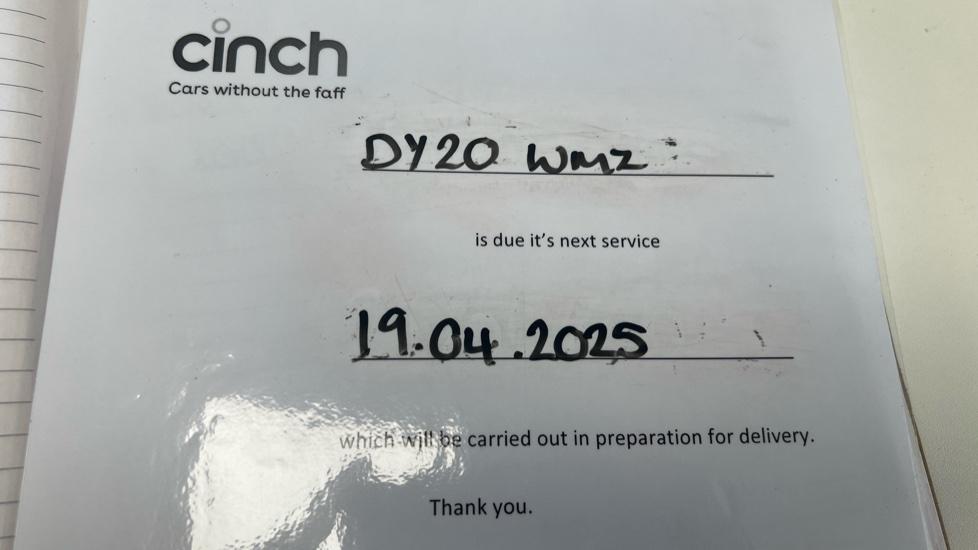 cinch
Cars without the faff
DY20 WMZ
is due it's next service
19.04.2025
which will be carried out in preparation for delivery.
Thank you.